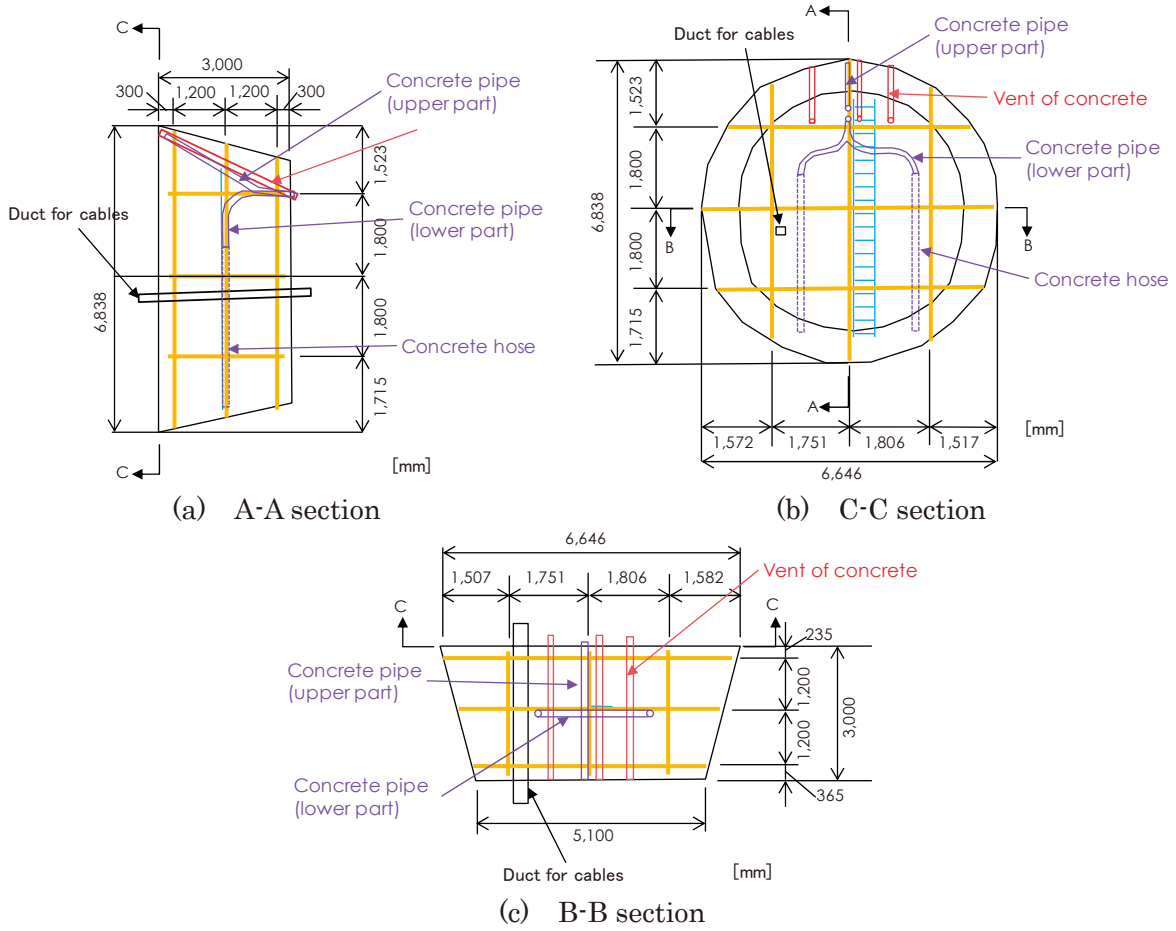 C
3,000
300
1,200
1,200
300
Concrete pipe
(upper part)
1,523
Duct for cables
Concrete pipe
(lower part)
1,800
6,838
1,800
Concrete hose
1,715
C
[mm]
(a) A-A section
A
Duct for cables
Concrete pipe
(upper part)
1,523
Vent of concrete
Concrete pipe
(lower part)
1,800
6,838
B
B
1,800
Concrete hose
1,715
A
1,572
1,751
1,806
1,517
[mm]
6,646
(b) C-C section
6,646
1,507
1,751
1,806
1,582
Vent of concrete
C
C
235
Concrete pipe
(upper part)
1,200
3,000
1,200
Concrete pipe
(lower part)
365
5,100
Duct for cables
[mm]
(c) B-B section